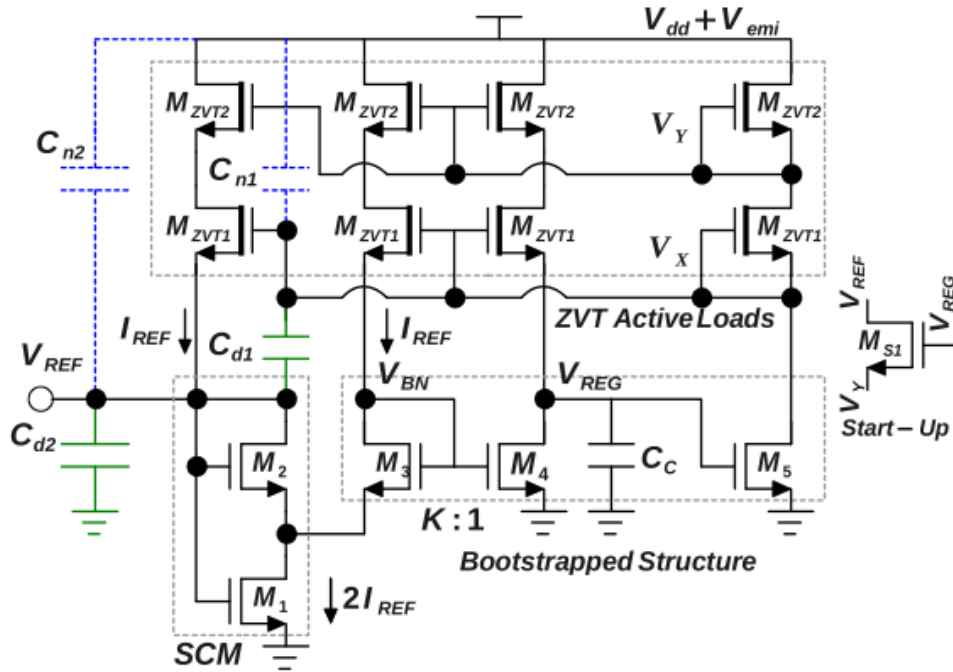 V_dd + V_emi
M_ZVT2 M_ZVT2 M_ZVT2 M_ZVT2
C_n2 C_n1 V_Y
M_ZVT1 M_ZVT1 M_ZVT1 M_ZVT1
V_X
ZVT Active Loads
I_REF C_d1 I_REF
V_REF V_REG
M_S1
V_Y
Start – Up
V_REF V_BN V_REG
C_d2 M_2 M_3 M_4 C_C M_5
K : 1
Bootstrapped Structure
M_1 2I_REF
SCM